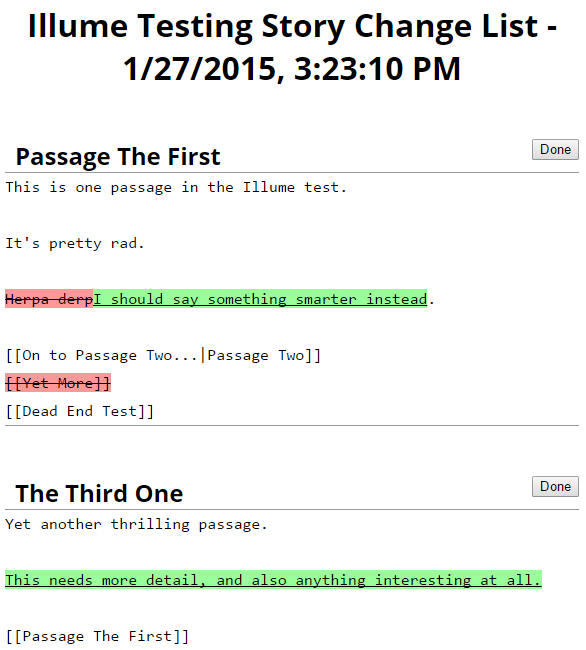 Illume Testing Story Change List -
1/27/2015, 3:23:10 PM
Passage The First
Done
This is one passage in the Illume test.
It's pretty rad.
Herpa derpI should say something smarter instead.
[[On to Passage Two...|Passage Two]]
[[Yet More]]
[[Dead End Test]]
The Third One
Done
Yet another thrilling passage.
This needs more detail, and also anything interesting at all.
[[Passage The First]]